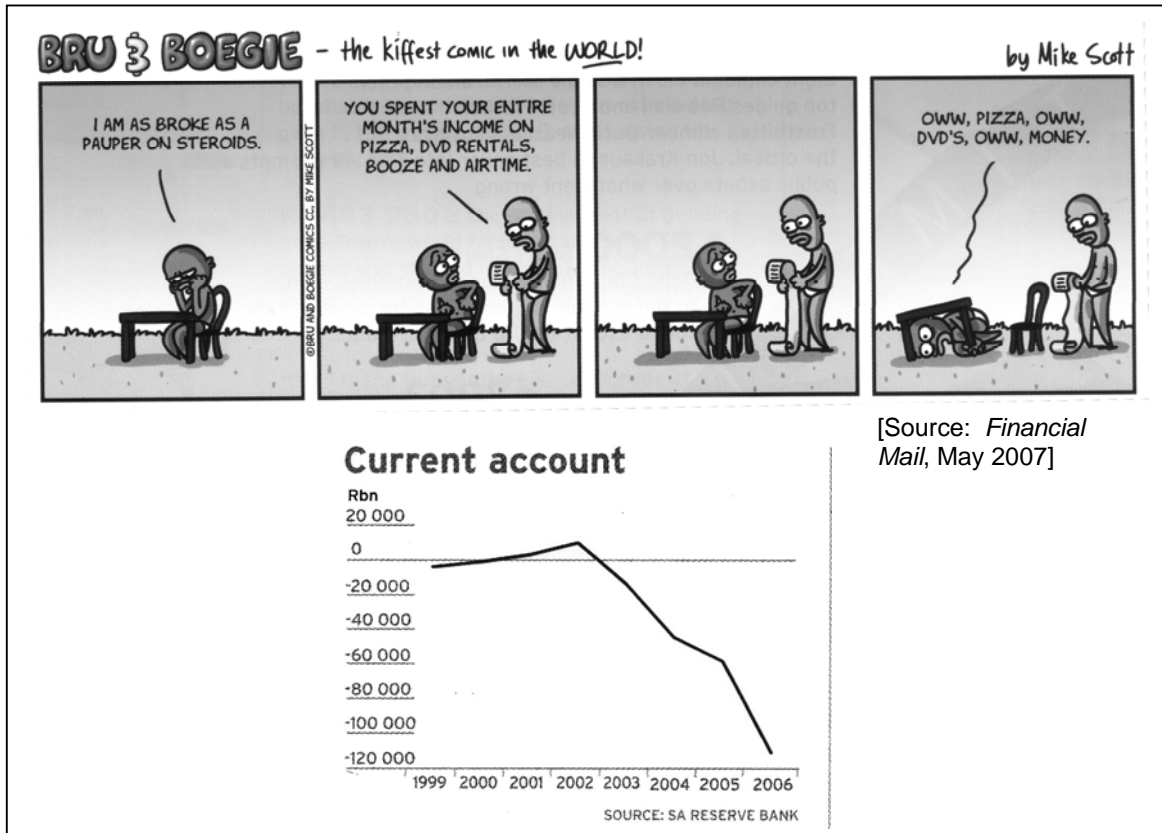 BRU & BOEGIE – the kiffest comic in the WORLD!
by Mike Scott
I AM AS BROKE AS A
PAUPER ON STEROIDS.
©BRU AND BOEGIE COMICS CC, BY MIKE SCOTT
YOU SPENT YOUR ENTIRE
MONTH'S INCOME ON
PIZZA, DVD RENTALS,
BOOZE AND AIRTIME.
OWW, PIZZA, OWW,
DVD'S, OWW, MONEY.
[Source: Financial
Mail, May 2007]
Current account
Rbn
20 000
0
-20 000
-40 000
-60 000
-80 000
-100 000
-120 000
1999 2000 2001 2002 2003 2004 2005 2006
SOURCE: SA RESERVE BANK